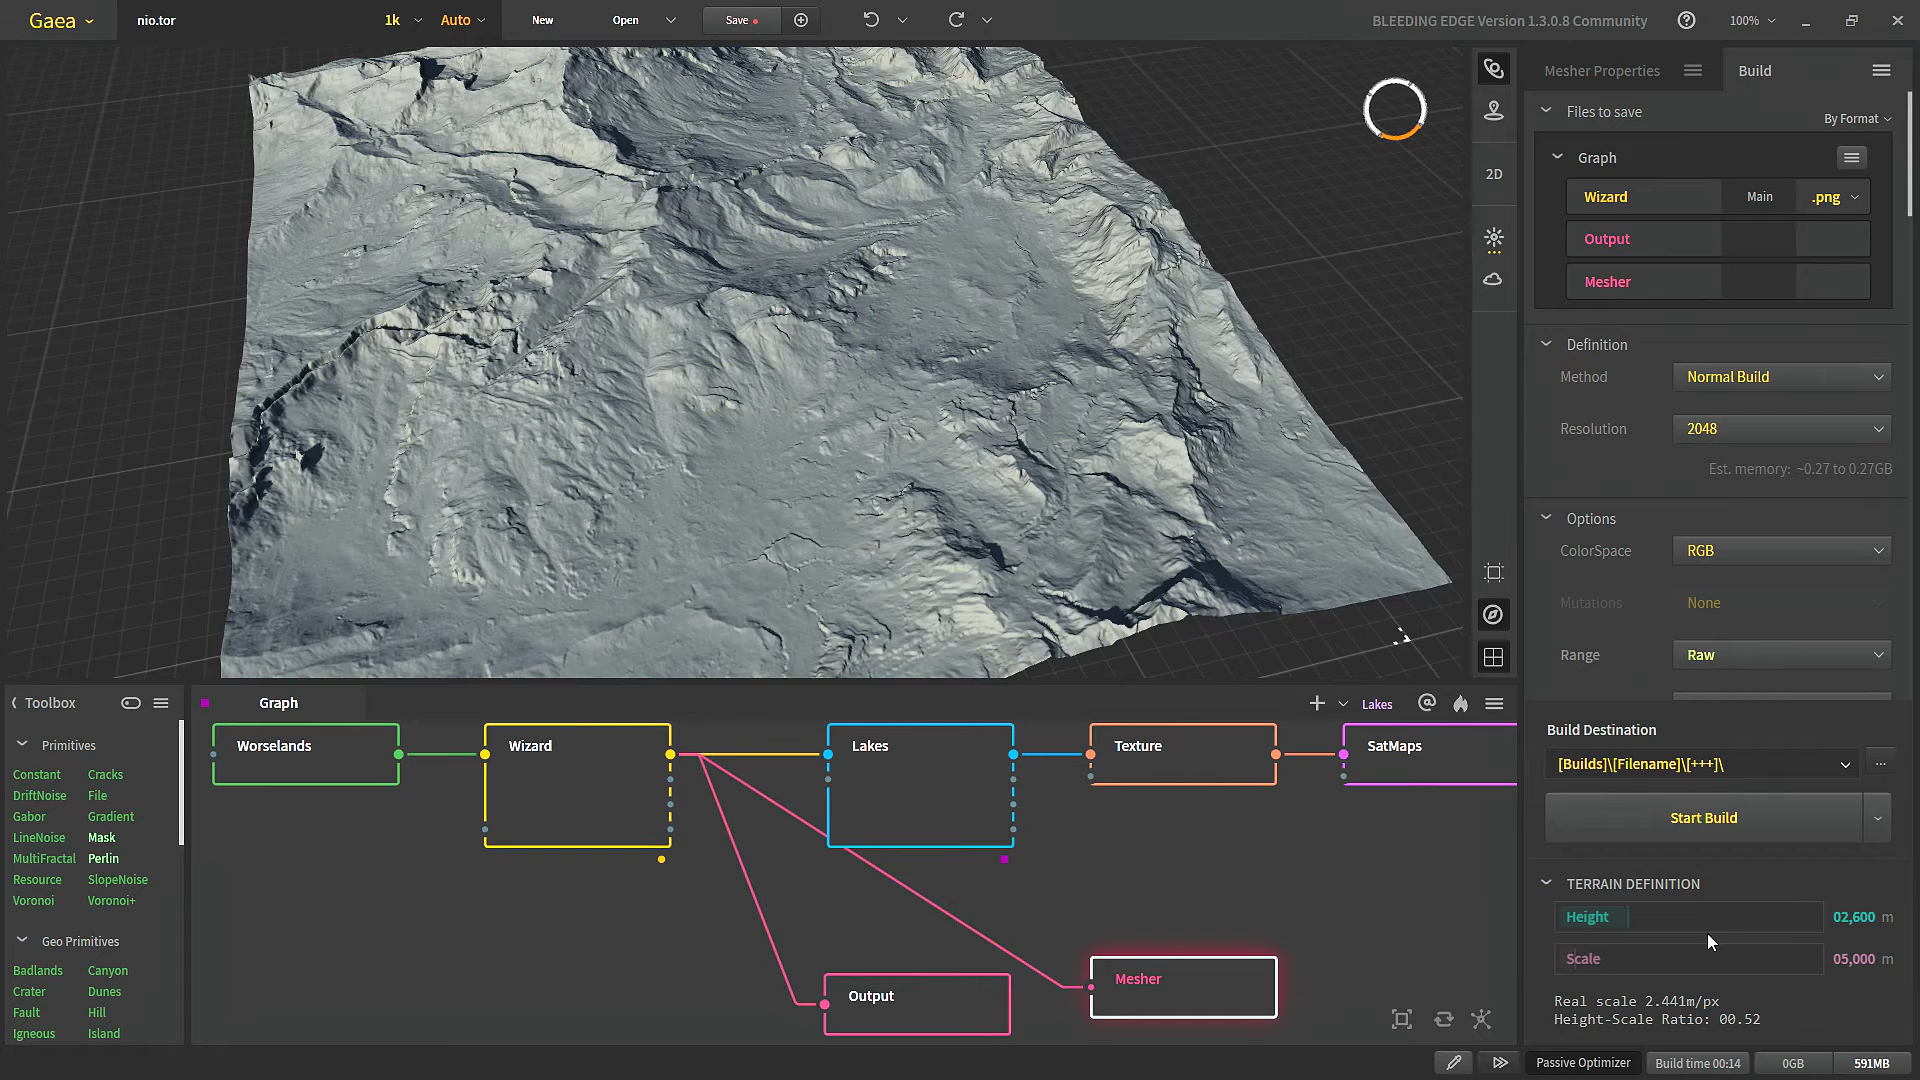 Gaea
nio.tor
1k
Auto
New
Open
Save
BLEEDING EDGE Version 1.3.0.8 Community
100%
Mesher Properties
Build
Files to save
By Format
Graph
Wizard Main .png
Output
Mesher
2D
Definition
Method Normal Build
Resolution 2048
Est. memory: ~0.27 to 0.27GB
Options
ColorSpace RGB
Mutations None
Range Raw
Toolbox
Graph
Lakes
Primitives
Constant Cracks
DriftNoise File
Gabor Gradient
LineNoise Mask
MultiFractal Perlin
Resource SlopeNoise
Voronoi Voronoi+
Geo Primitives
Badlands Canyon
Crater Dunes
Fault Hill
Igneous Island
Worselands
Wizard
Lakes
Texture
SatMaps
Output
Mesher
Build Destination
[Builds]\[Filename]\[+++]\
...
Start Build
TERRAIN DEFINITION
Height 02,600 m
Scale 05,000 m
Real scale 2.441m/px
Height-Scale Ratio: 00.52
Passive Optimizer
Build time 00:14
0GB
591MB